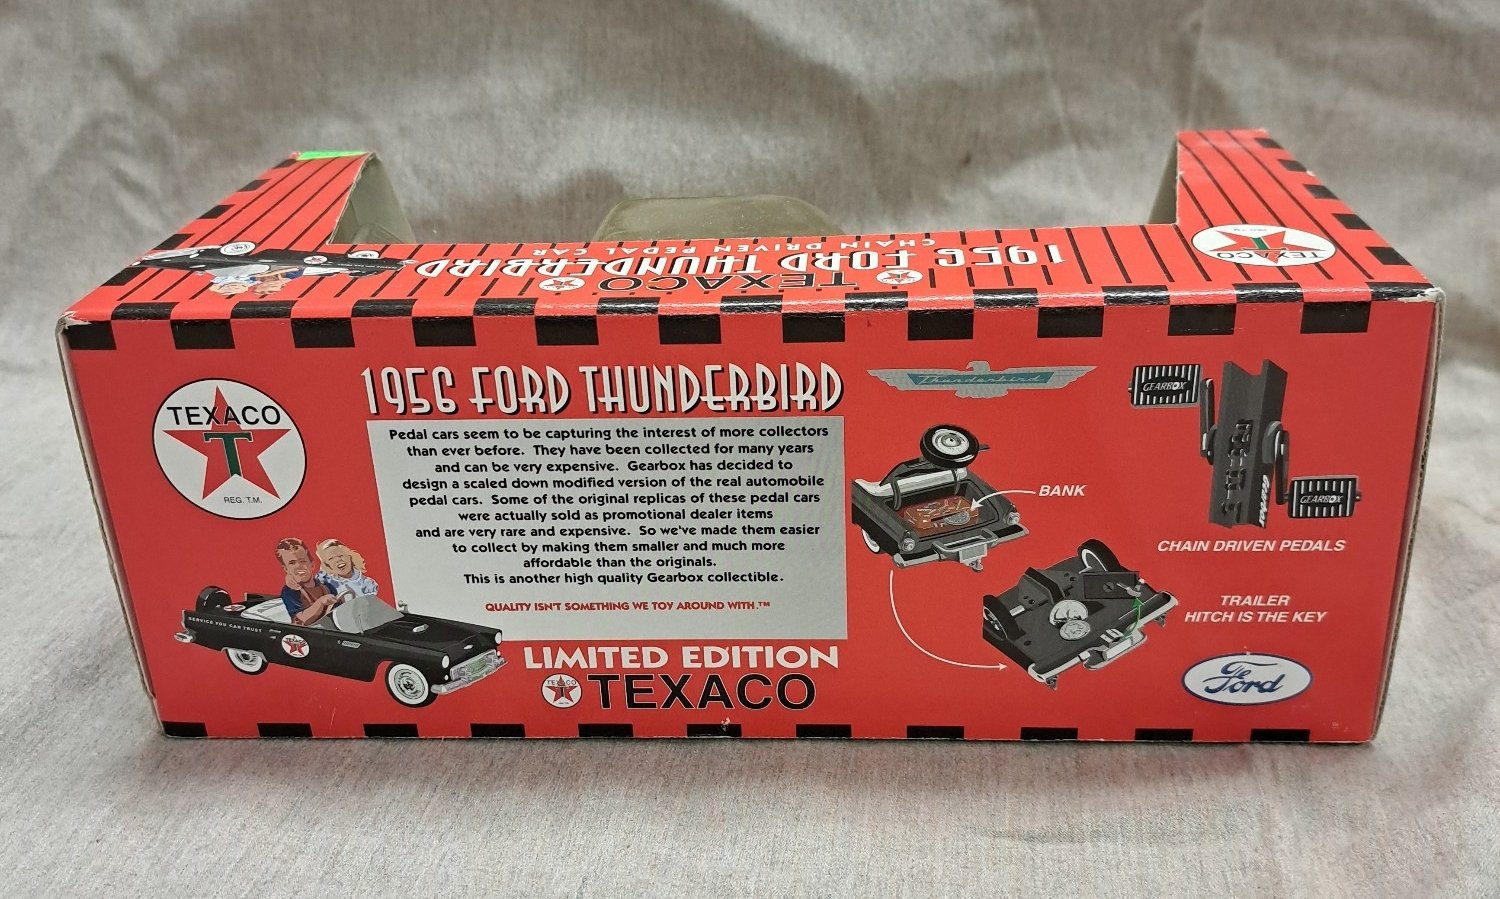 CHAIN DRIVEN PEDAL CAR
1956 FORD THUNDERBIRD
TEXACO
T
T
T
1956 FORD THUNDERBIRD
TEXACO
T
REG. T.M.
Pedal cars seem to be capturing the interest of more collectors
than ever before. They have been collected for many years
and can be very expensive. Gearbox has decided to
design a scaled down modified version of the real automobile
pedal cars. Some of the original replicas of these pedal cars
were actually sold as promotional dealer items
and are very rare and expensive. So we've made them easier
to collect by making them smaller and much more
affordable than the originals.
This is another high quality Gearbox collectible.
QUALITY ISN'T SOMETHING WE TOY AROUND WITH.™
SERVICE YOU CAN TRUST
TEXACO
LIMITED EDITION
TEXACO
T
TEXACO
Thunderbird
BANK
GEARBOX
GEARBOX
GEARBOX
CHAIN DRIVEN PEDALS
TRAILER
HITCH IS THE KEY
Ford